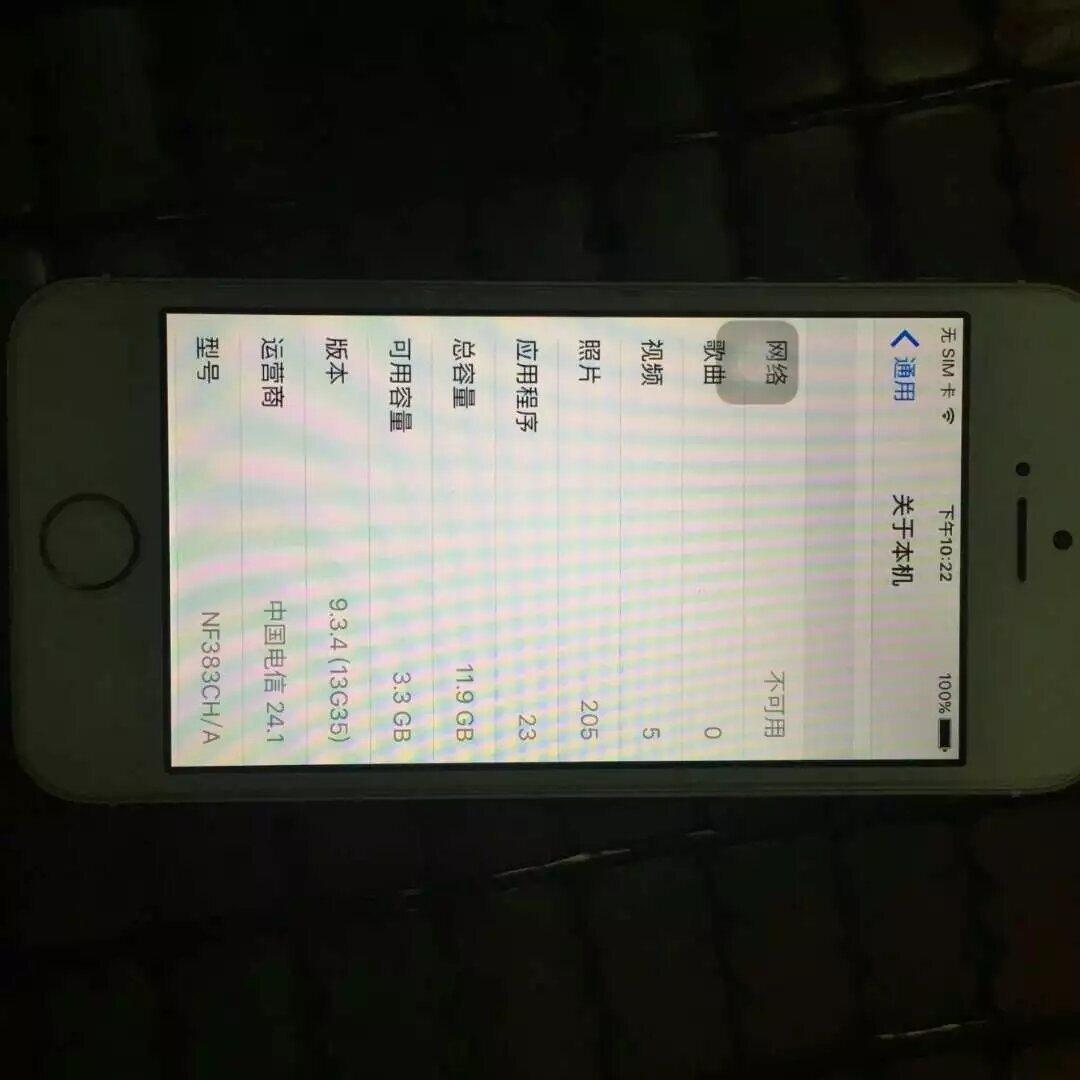 无 SIM 卡 下午10:22 100%
通用 关于本机
网络 不可用
歌曲 0
视频 5
照片 205
应用程序 23
总容量 11.9 GB
可用容量 3.3 GB
版本 9.3.4 (13G35)
运营商 中国电信 24.1
型号 NF383CH/A